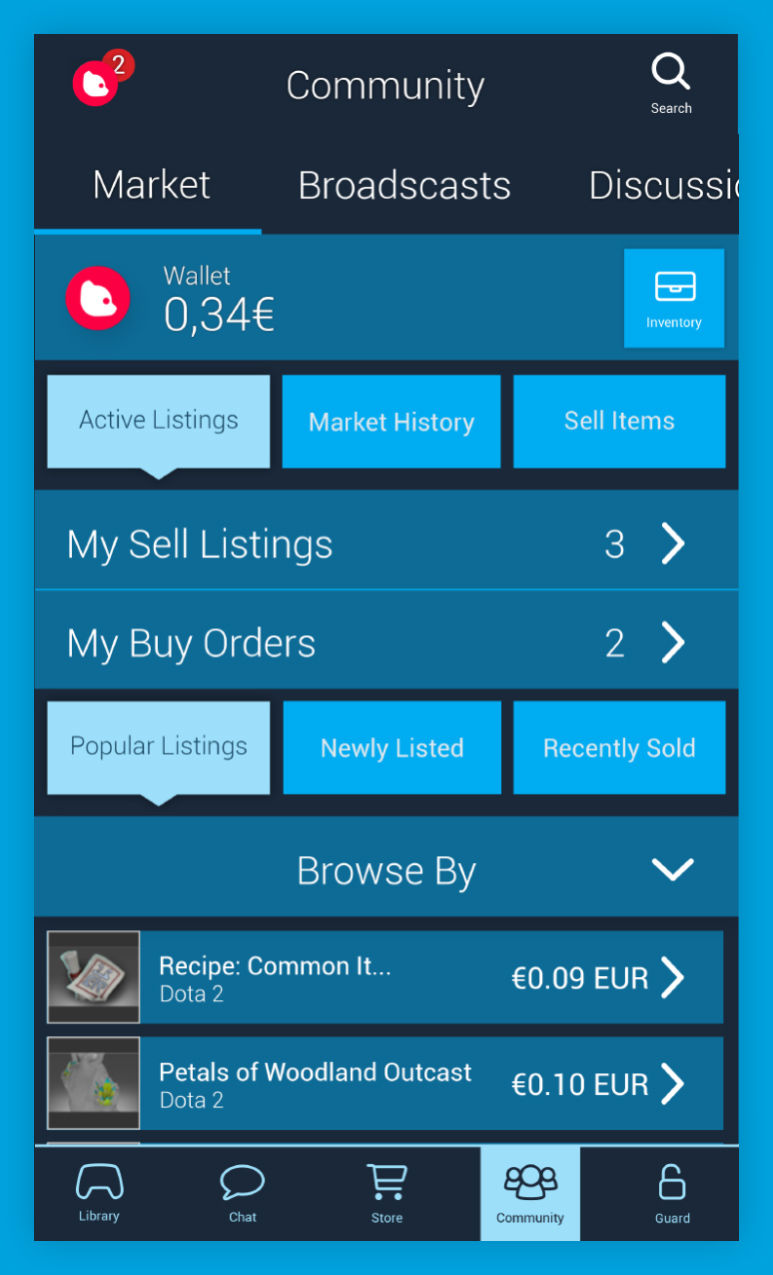 2
Community
Search
Market
Broadscasts
Discussio
Wallet
0,34€
Inventory
Active Listings
Market History
Sell Items
My Sell Listings
3
My Buy Orders
2
Popular Listings
Newly Listed
Recently Sold
Browse By
Recipe: Common It...
Dota 2
€0.09 EUR
Petals of Woodland Outcast
Dota 2
€0.10 EUR
Library
Chat
Store
Community
Guard